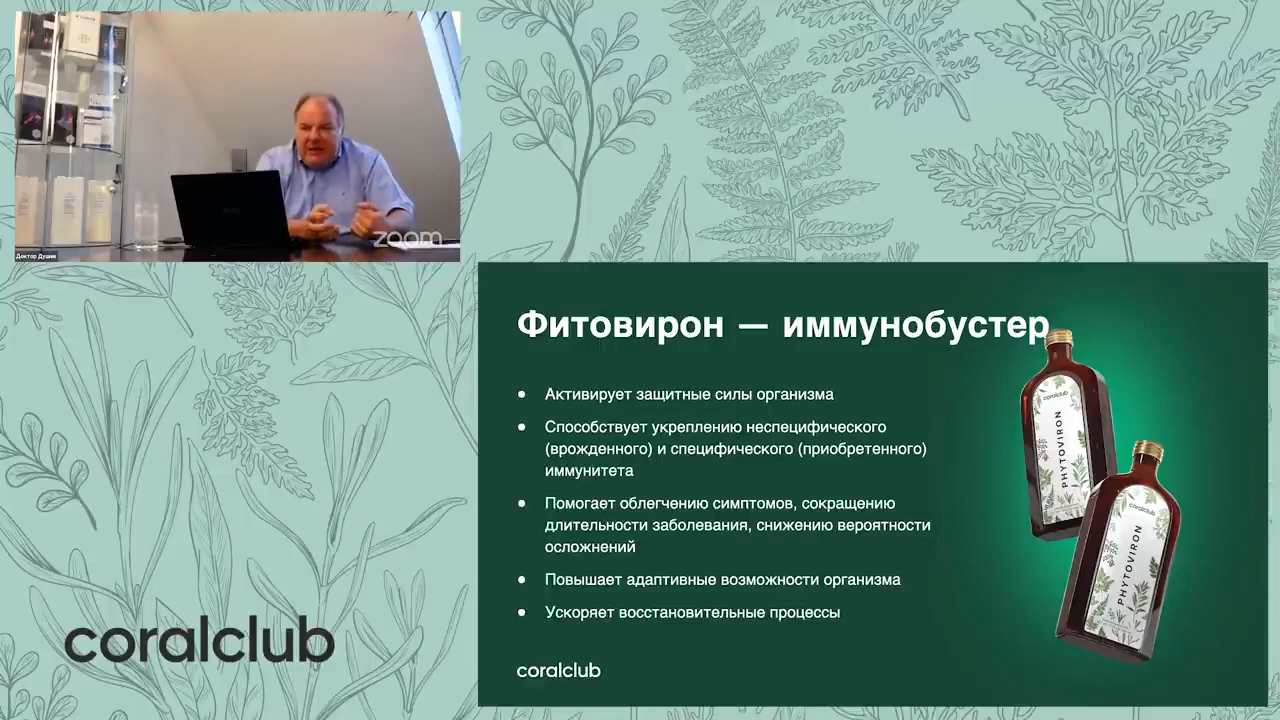 zoom
Доктор Душик
Фитовирон — иммунобустер
● Активирует защитные силы организма
● Способствует укреплению неспецифического
(врожденного) и специфического (приобретенного)
иммунитета
● Помогает облегчению симптомов, сокращению
длительности заболевания, снижению вероятности
осложнений
● Повышает адаптивные возможности организма
● Ускоряет восстановительные процессы
coralclub
PHYTOVIRON
coralclub
PHYTOVIRON
coralclub
coralclub